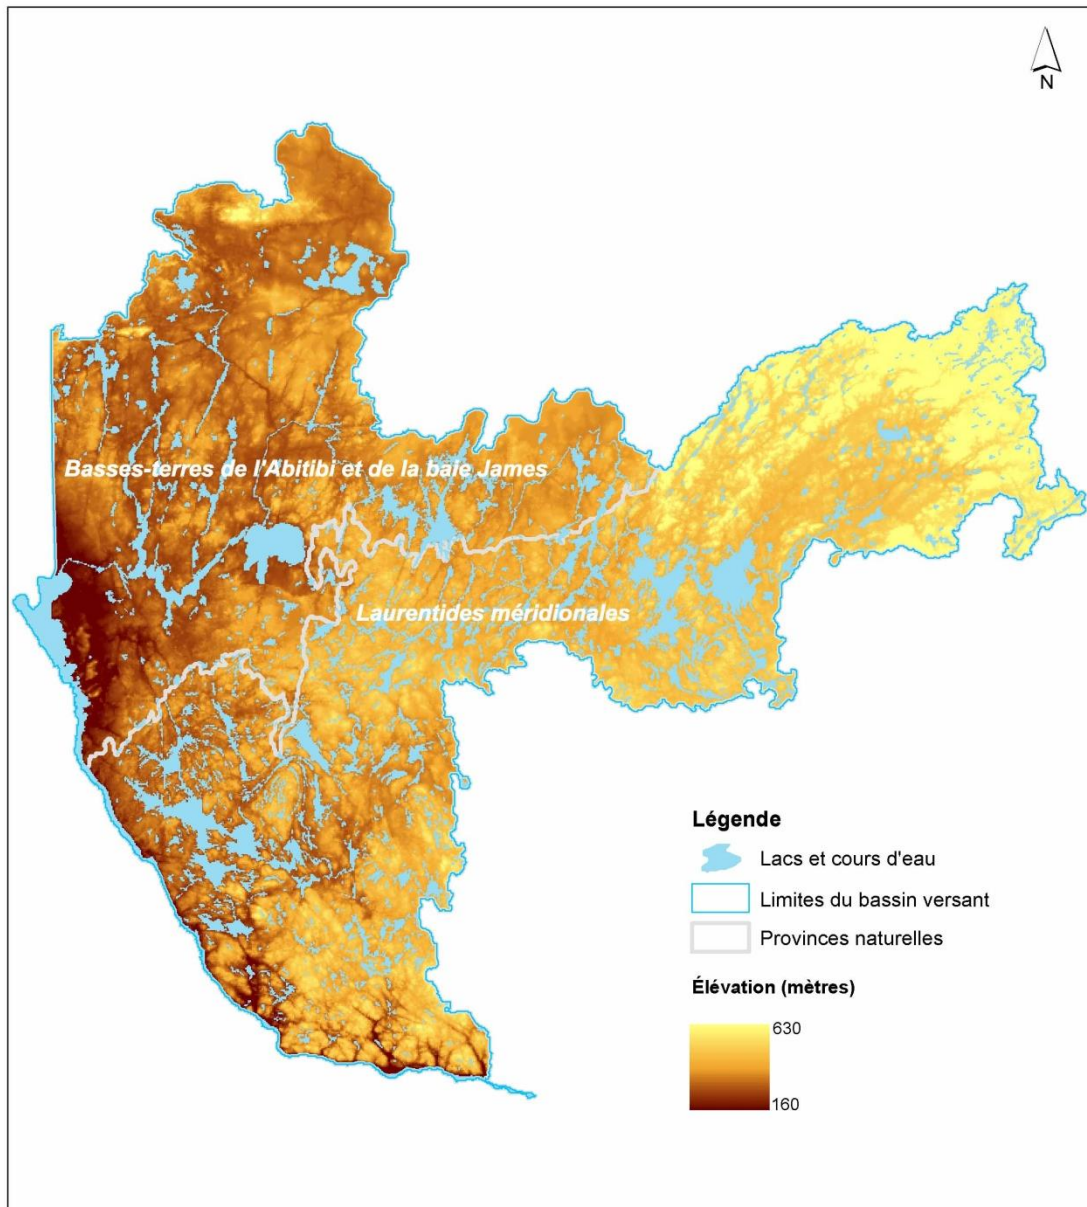 N
Basses-terres de l'Abitibi et de la baie James
Laurentides méridionales
Légende
Lacs et cours d'eau
Limites du bassin versant
Provinces naturelles
Élévation (mètres)
630
160